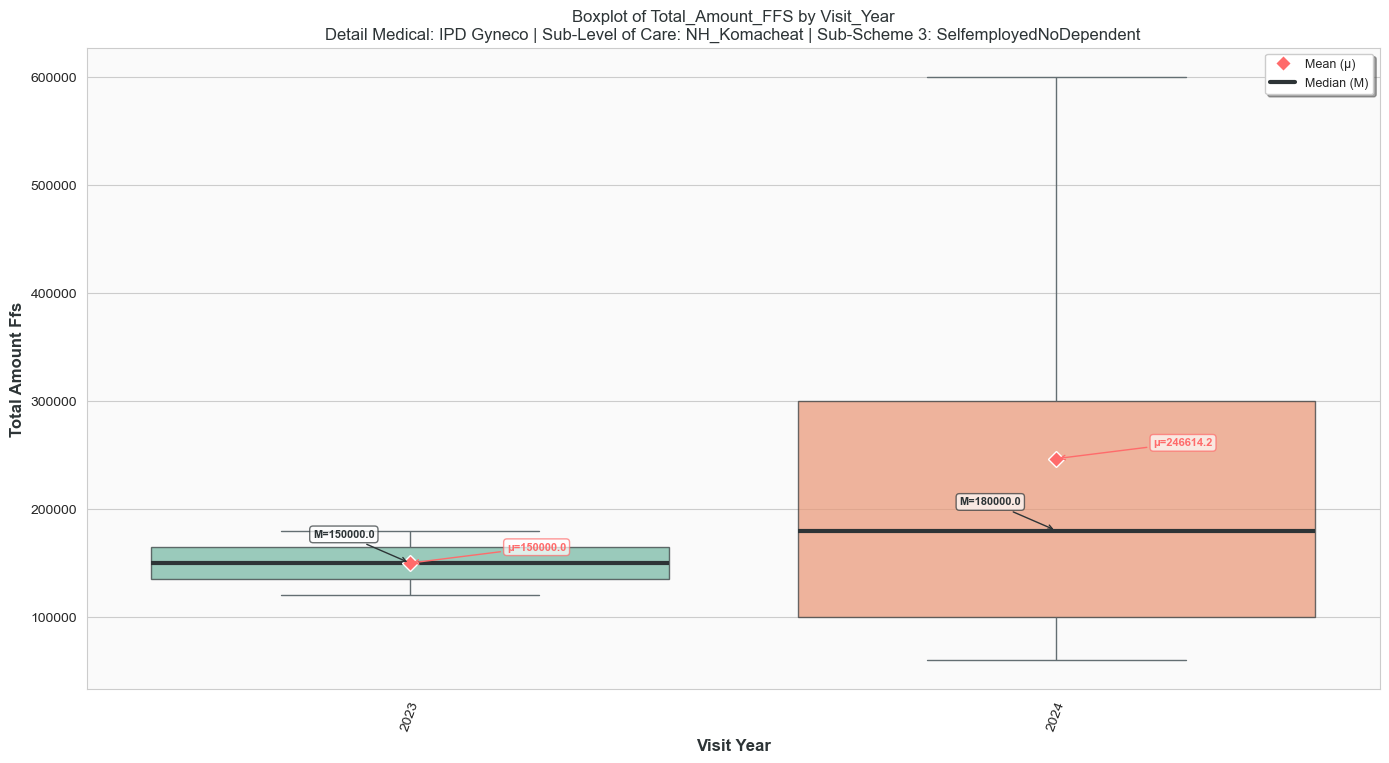 Boxplot of Total_Amount_FFS by Visit_Year
Detail Medical: IPD Gyneco | Sub-Level of Care: NH_Komacheat | Sub-Scheme 3: SelfemployedNoDependent
Mean (μ)
Median (M)
Total Amount Ffs
600000
500000
400000
300000
200000
100000
M=150000.0
μ=150000.0
M=180000.0
μ=246614.2
2023
2024
Visit Year